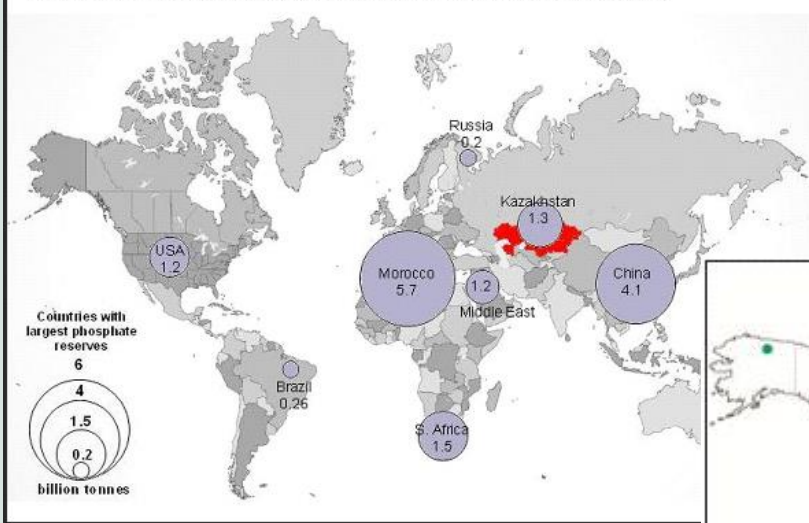 Russia
0.2
Kazakhstan
1.3
USA
1.2
Morocco
5.7
1.2
Middle East
China
4.1
Countries with
largest phosphate
reserves
6
4
1.5
0.2
billion tonnes
Brazil
0.26
S. Africa
1.5